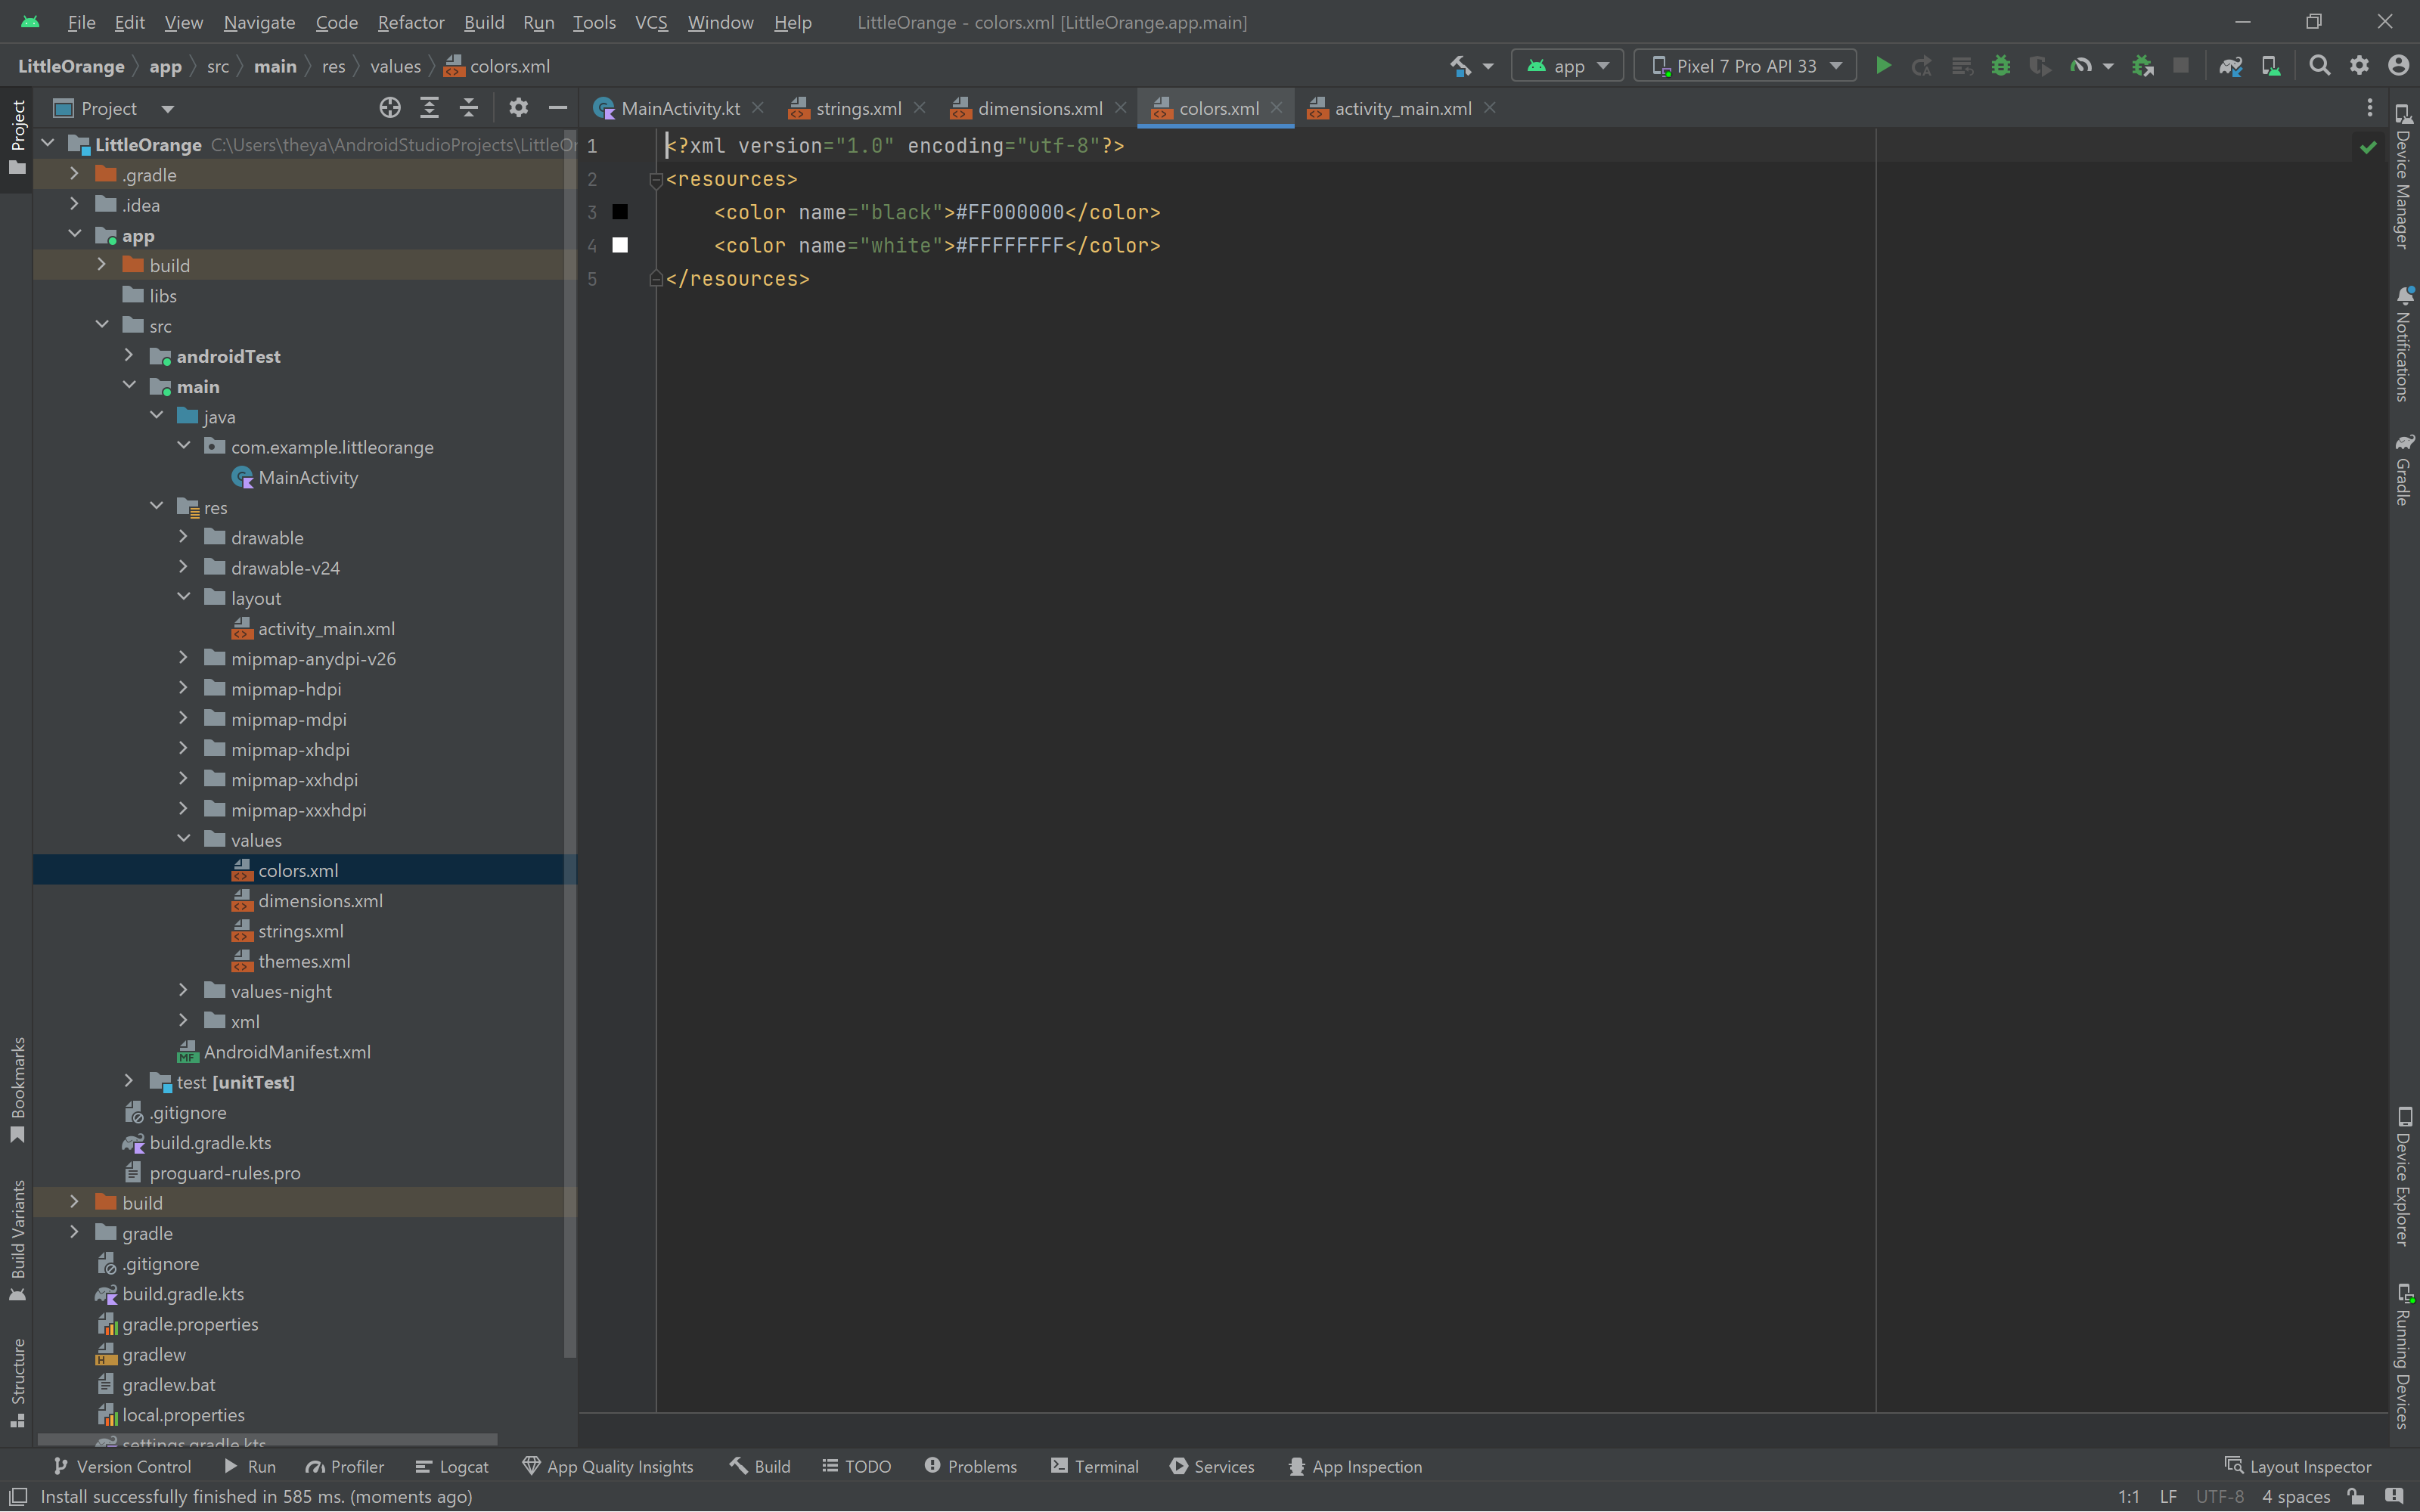 File Edit View Navigate Code Refactor Build Run Tools VCS Window Help LittleOrange - colors.xml [LittleOrange.app.main]
LittleOrange app src main res values colors.xml app Pixel 7 Pro API 33
Project
Project
MainActivity.kt strings.xml dimensions.xml colors.xml activity_main.xml
LittleOrange C:\Users\theya\AndroidStudioProjects\LittleOr
.gradle
.idea
app
build
libs
src
androidTest
main
java
com.example.littleorange
MainActivity
res
drawable
drawable-v24
layout
activity_main.xml
mipmap-anydpi-v26
mipmap-hdpi
mipmap-mdpi
mipmap-xhdpi
mipmap-xxhdpi
mipmap-xxxhdpi
values
colors.xml
dimensions.xml
strings.xml
themes.xml
values-night
xml
AndroidManifest.xml
test [unitTest]
.gitignore
build.gradle.kts
proguard-rules.pro
build
gradle
.gitignore
build.gradle.kts
gradle.properties
gradlew
gradlew.bat
local.properties
settings.gradle.kts
1 <?xml version="1.0" encoding="utf-8"?>
2 <resources>
3 <color name="black">#FF000000</color>
4 <color name="white">#FFFFFFFF</color>
5 </resources>
Bookmarks
Build Variants
Structure
Device Manager
Notifications
Gradle
Device Explorer
Running Devices
Version Control Run Profiler Logcat App Quality Insights Build TODO Problems Terminal Services App Inspection Layout Inspector
Install successfully finished in 585 ms. (moments ago) 1:1 LF UTF-8 4 spaces